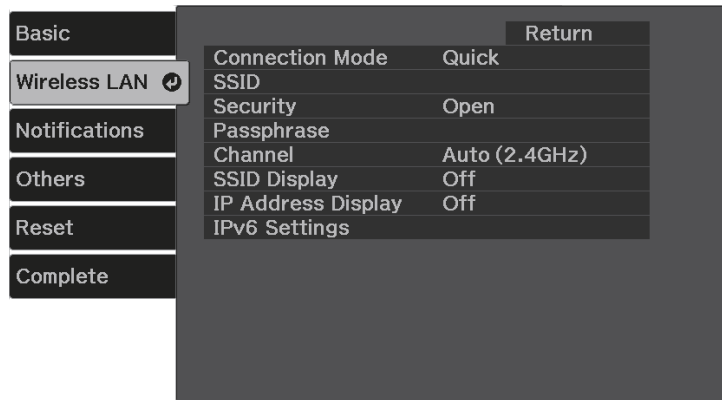 Basic
Wireless LAN
Notifications
Others
Reset
Complete
Return
Connection Mode Quick
SSID
Security Open
Passphrase
Channel Auto (2.4GHz)
SSID Display Off
IP Address Display Off
IPv6 Settings